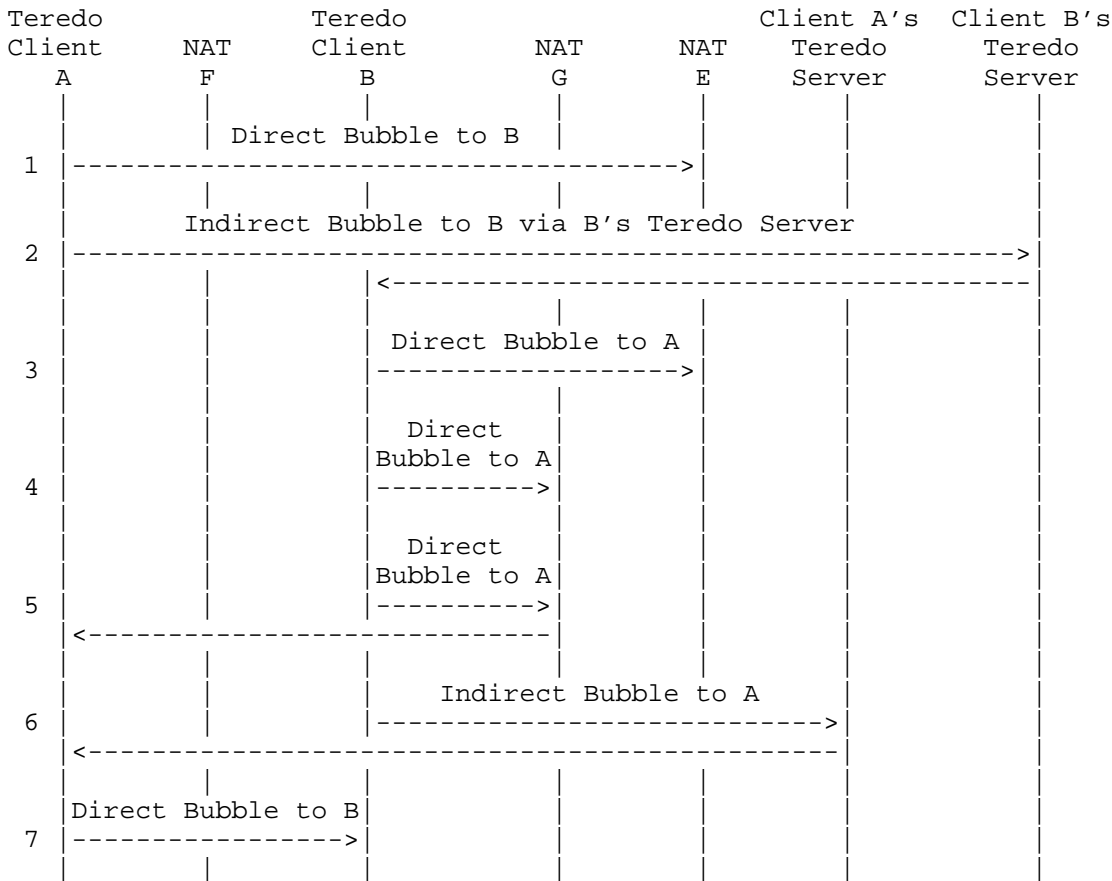 Teredo Teredo Client A's Client B's
Client NAT Client NAT NAT Teredo Teredo
A F B G E Server Server
Direct Bubble to B
1
Indirect Bubble to B via B's Teredo Server
2
Direct Bubble to A
3
Direct
Bubble to A
4
Direct
Bubble to A
5
Indirect Bubble to A
6
Direct Bubble to B
7